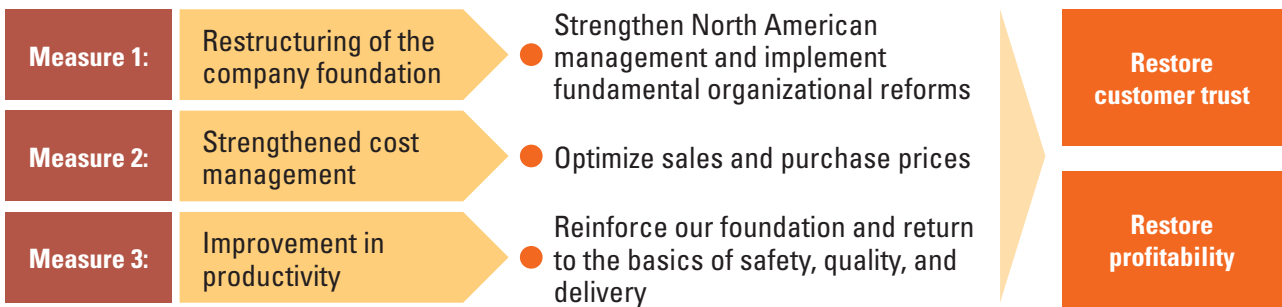 Measure 1:
Restructuring of the
company foundation
Strengthen North American
management and implement
fundamental organizational reforms
Measure 2:
Strengthened cost
management
Optimize sales and purchase prices
Measure 3:
Improvement in
productivity
Reinforce our foundation and return
to the basics of safety, quality, and
delivery
Restore
customer trust
Restore
profitability